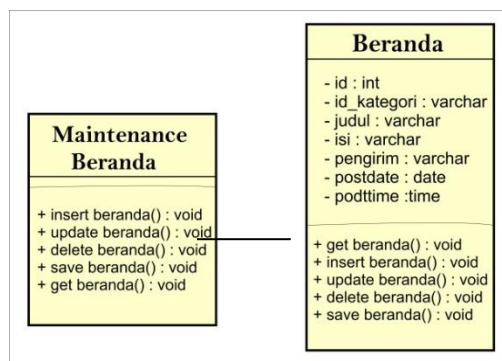 Maintenance
Beranda
+ insert beranda() : void
+ update beranda() : void
+ delete beranda() : void
+ save beranda() : void
+ get beranda() : void
Beranda
- id : int
- id_kategori : varchar
- judul : varchar
- isi : varchar
- pengirim : varchar
- postdate : date
- podttime :time
+ get beranda() : void
+ insert beranda() : void
+ update beranda() : void
+ delete beranda() : void
+ save beranda() : void